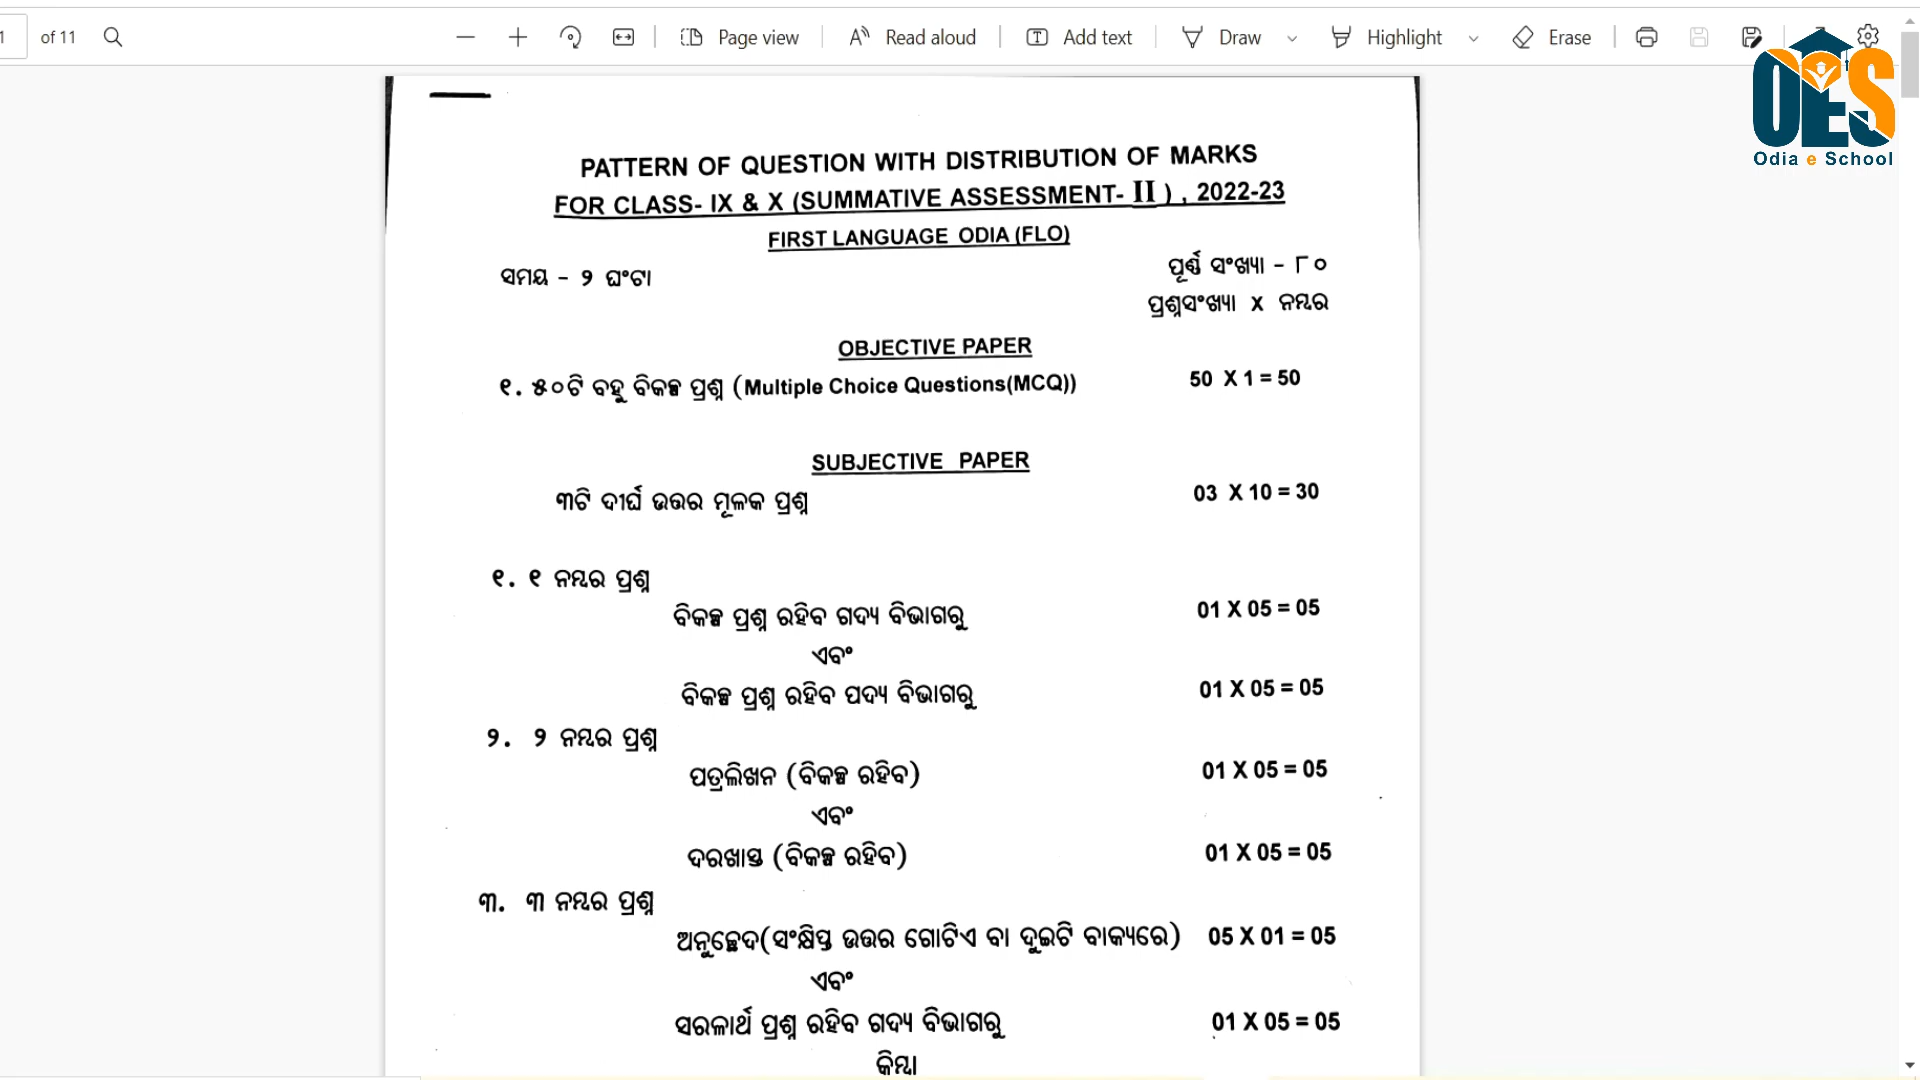 1 of 11 Page view Read aloud Add text Draw Highlight Erase
OES
Odia e School
PATTERN OF QUESTION WITH DISTRIBUTION OF MARKS
FOR CLASS- IX & X (SUMMATIVE ASSESSMENT- II ) , 2022-23
FIRST LANGUAGE ODIA (FLO)
ସମୟ - ୨ ଘଂଟା ପୂର୍ଣ୍ଣ ସଂଖ୍ୟା - ୮୦
ପ୍ରଶ୍ନସଂଖ୍ୟା X ନମ୍ବର
OBJECTIVE PAPER
୧. ୫୦ଟି ବହୁ ବିକଳ୍ପ ପ୍ରଶ୍ନ (Multiple Choice Questions(MCQ)) 50 X 1 = 50
SUBJECTIVE PAPER
୩ଟି ଦୀର୍ଘ ଉତ୍ତର ମୂଳକ ପ୍ରଶ୍ନ 03 X 10 = 30
୧. ୧ ନମ୍ବର ପ୍ରଶ୍ନ
ବିକଳ୍ପ ପ୍ରଶ୍ନ ରହିବ ଗଦ୍ୟ ବିଭାଗରୁ 01 X 05 = 05
ଏବଂ
ବିକଳ୍ପ ପ୍ରଶ୍ନ ରହିବ ପଦ୍ୟ ବିଭାଗରୁ 01 X 05 = 05
୨. ୨ ନମ୍ବର ପ୍ରଶ୍ନ
ପତ୍ରଲିଖନ (ବିକଳ୍ପ ରହିବ) 01 X 05 = 05
ଏବଂ
ଦରଖାସ୍ତ (ବିକଳ୍ପ ରହିବ) 01 X 05 = 05
୩. ୩ ନମ୍ବର ପ୍ରଶ୍ନ
ଅନୁଚ୍ଛେଦ(ସଂକ୍ଷିପ୍ତ ଉତ୍ତର ଗୋଟିଏ ବା ଦୁଇଟି ବାକ୍ୟରେ) 05 X 01 = 05
ଏବଂ
ସରଳାର୍ଥ ପ୍ରଶ୍ନ ରହିବ ଗଦ୍ୟ ବିଭାଗରୁ 01 X 05 = 05
କିମ୍ବା